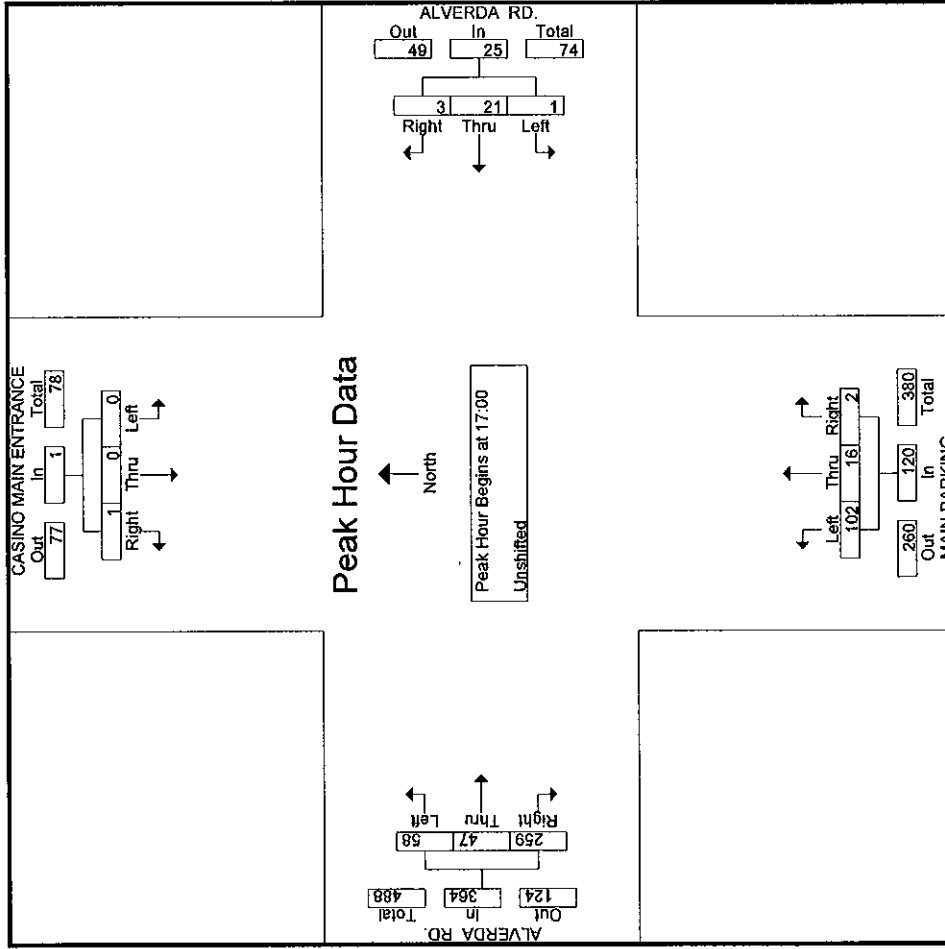 ALVERDA RD.
Out In Total
49 25 74
3 21 1
Right Thru Left
CASINO MAIN ENTRANCE
Out In Total
77 1 78
1 0 0
Right Thru Left
Peak Hour Data
North
Peak Hour Begins at 17:00
Unshifted
Left Thru Right
102 16 2
260 120 380
Out In Total
MAIN PARKING
Left Thru Right
58 47 259
Total In Out
488 364 124
ALVERDA RD.